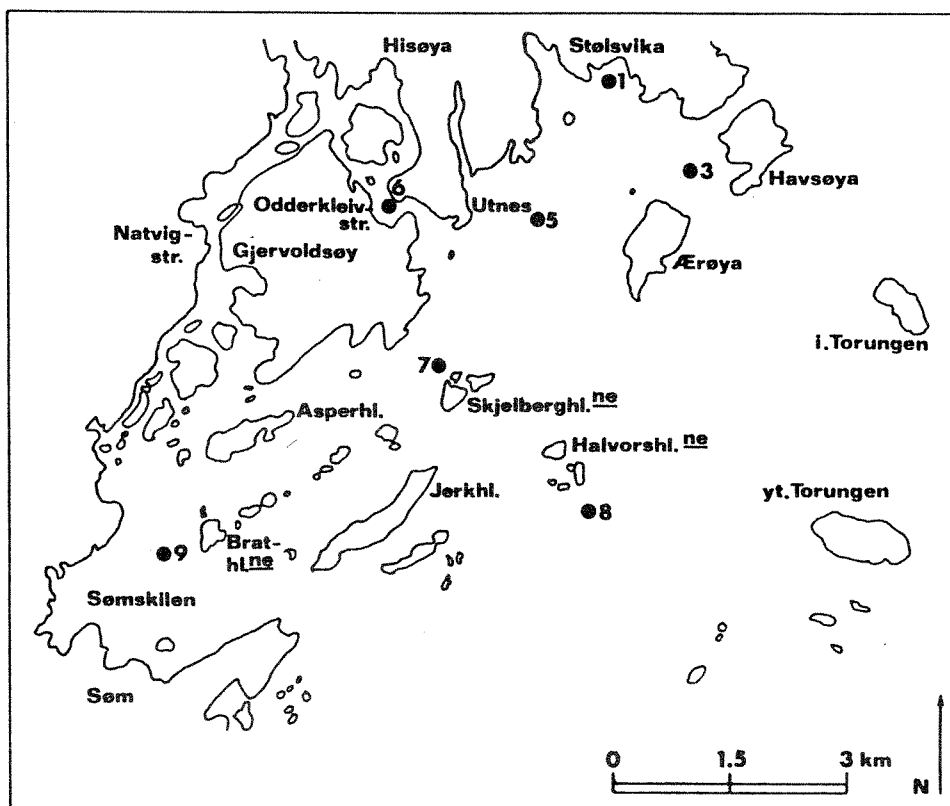 Hisøya
Stølsvika
1
3
Havsøya
6
Odderkleiv-
str.
Utnes
5
Natvig-
str.
Gjervoldsøy
Ærøya
i.Torungen
7
Skjelberghl.ne
Asperhl.
Halvorshl.ne
Jerkhl.
yt.Torungen
8
Brat-
hl.ne
9
Sømskilen
Søm
0 1.5 3 km
N